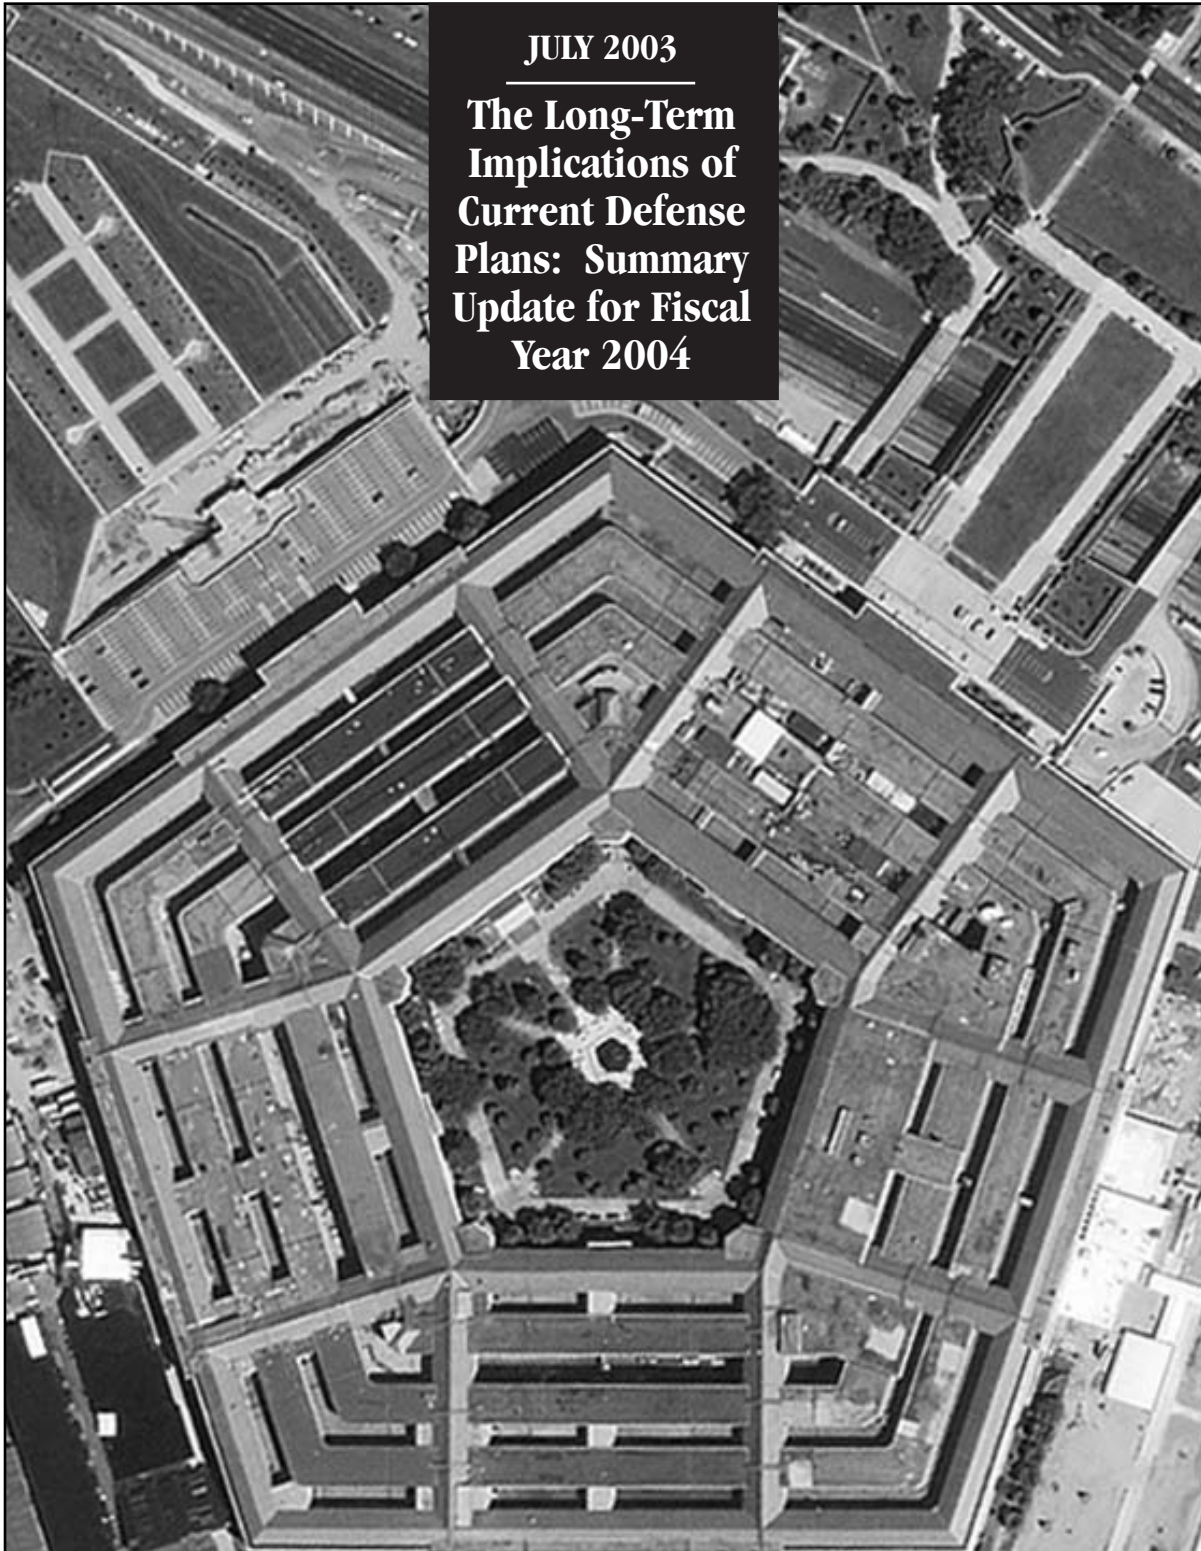 JULY 2003
The Long-Term
Implications of
Current Defense
Plans: Summary
Update for Fiscal
Year 2004